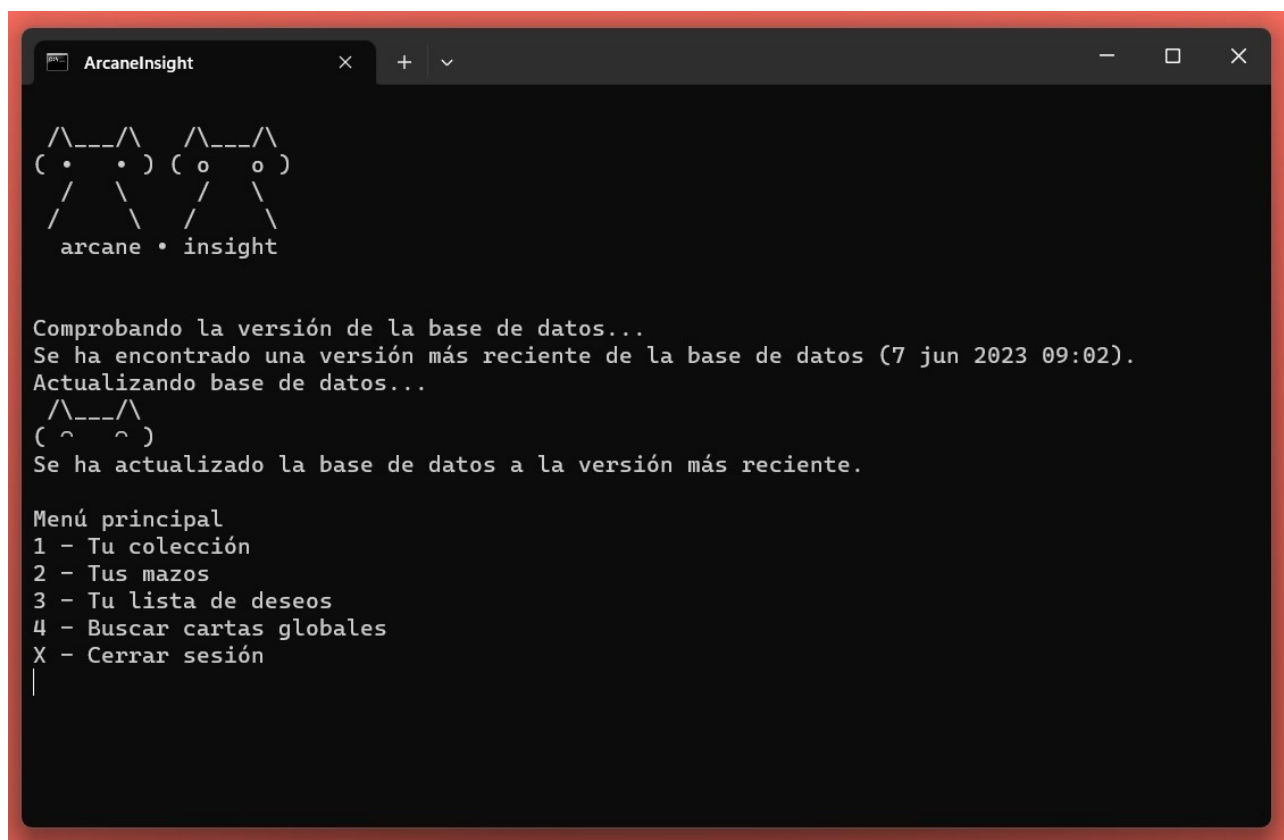 ArcaneInsight
/\___/\   /\___/\
( •   • ) ( o   o )
/   \     /   \
/     \   /     \
arcane • insight
Comprobando la versión de la base de datos...
Se ha encontrado una versión más reciente de la base de datos (7 jun 2023 09:02).
Actualizando base de datos...
/\___/\
( ⌒   ⌒ )
Se ha actualizado la base de datos a la versión más reciente.
Menú principal
1 – Tu colección
2 – Tus mazos
3 – Tu lista de deseos
4 – Buscar cartas globales
X – Cerrar sesión